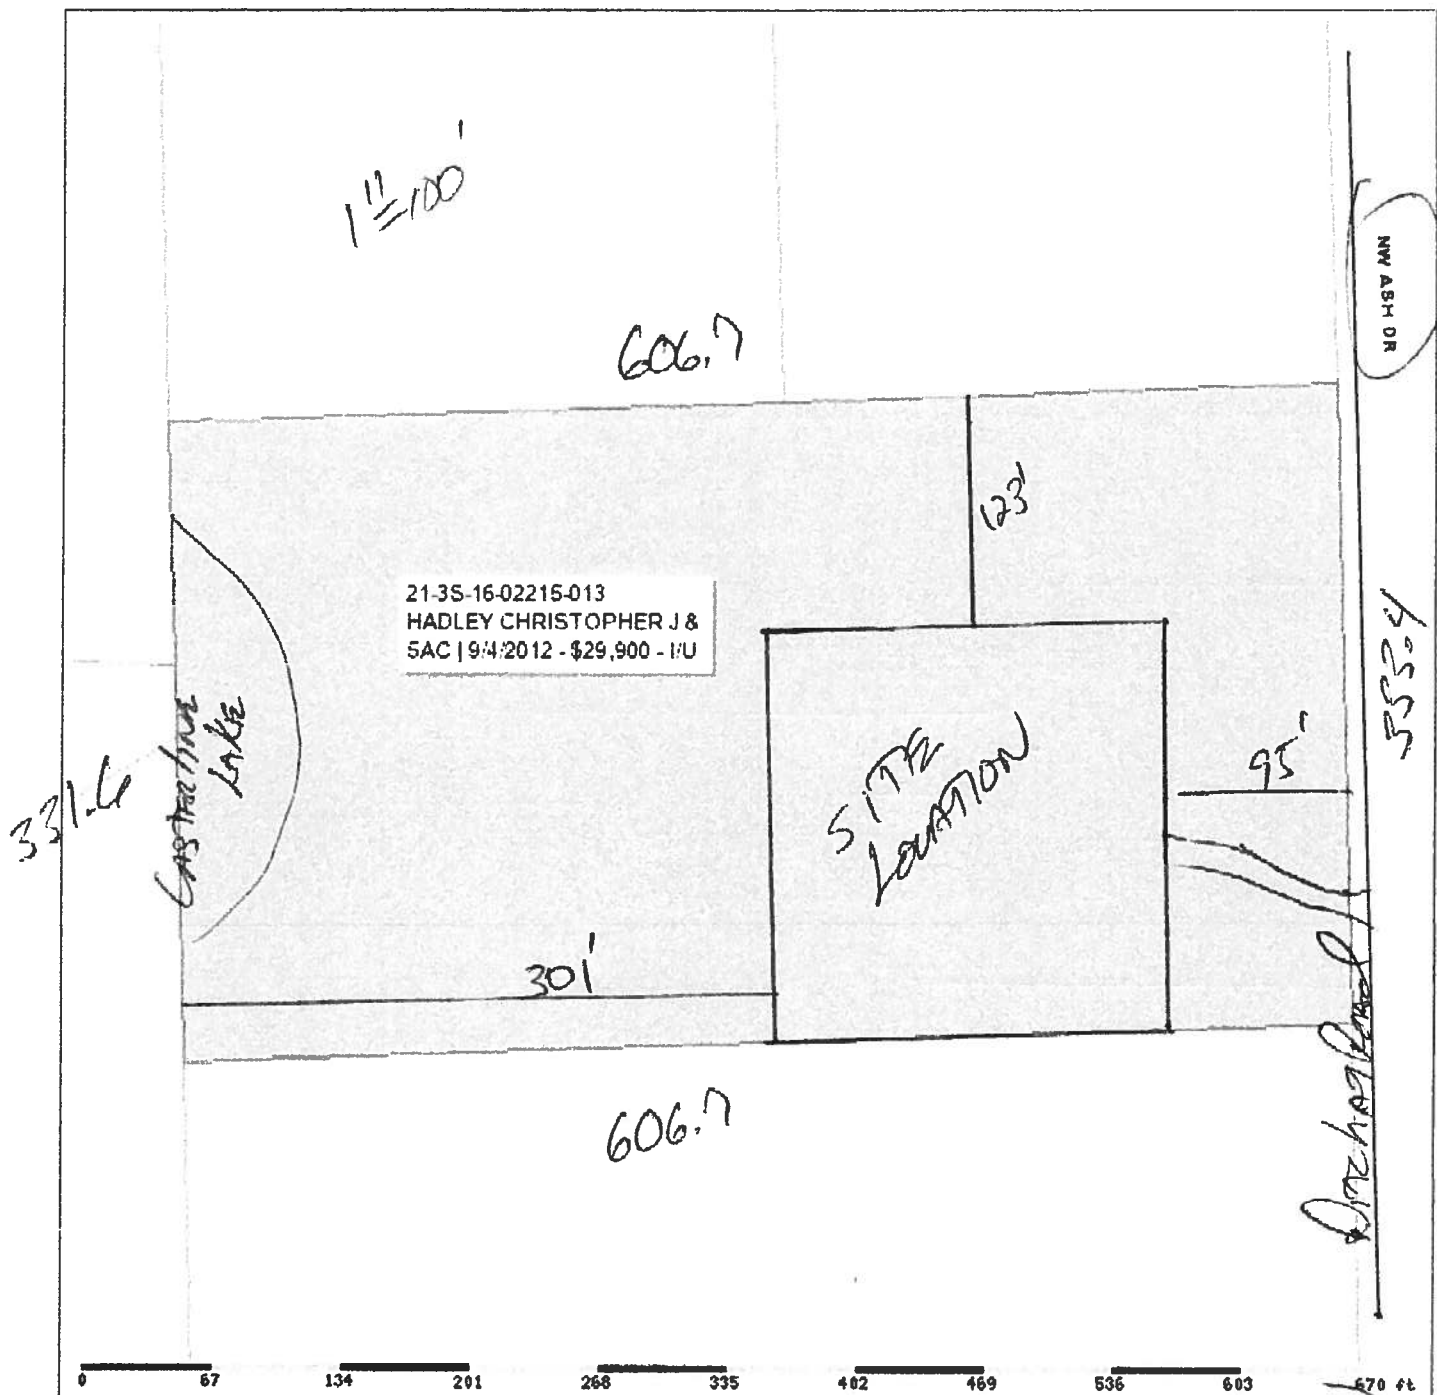 1"=100'
NW ASH DR
606.7
123'
21-3S-16-02215-013
HADLEY CHRISTOPHER J &
SAC | 9/4/2012 - $29,900 - I/U
LAKE
331.6
SITE
LOCATION
95'
301'
606.7
0 67 134 201 268 335 402 469 536 603 670 ft